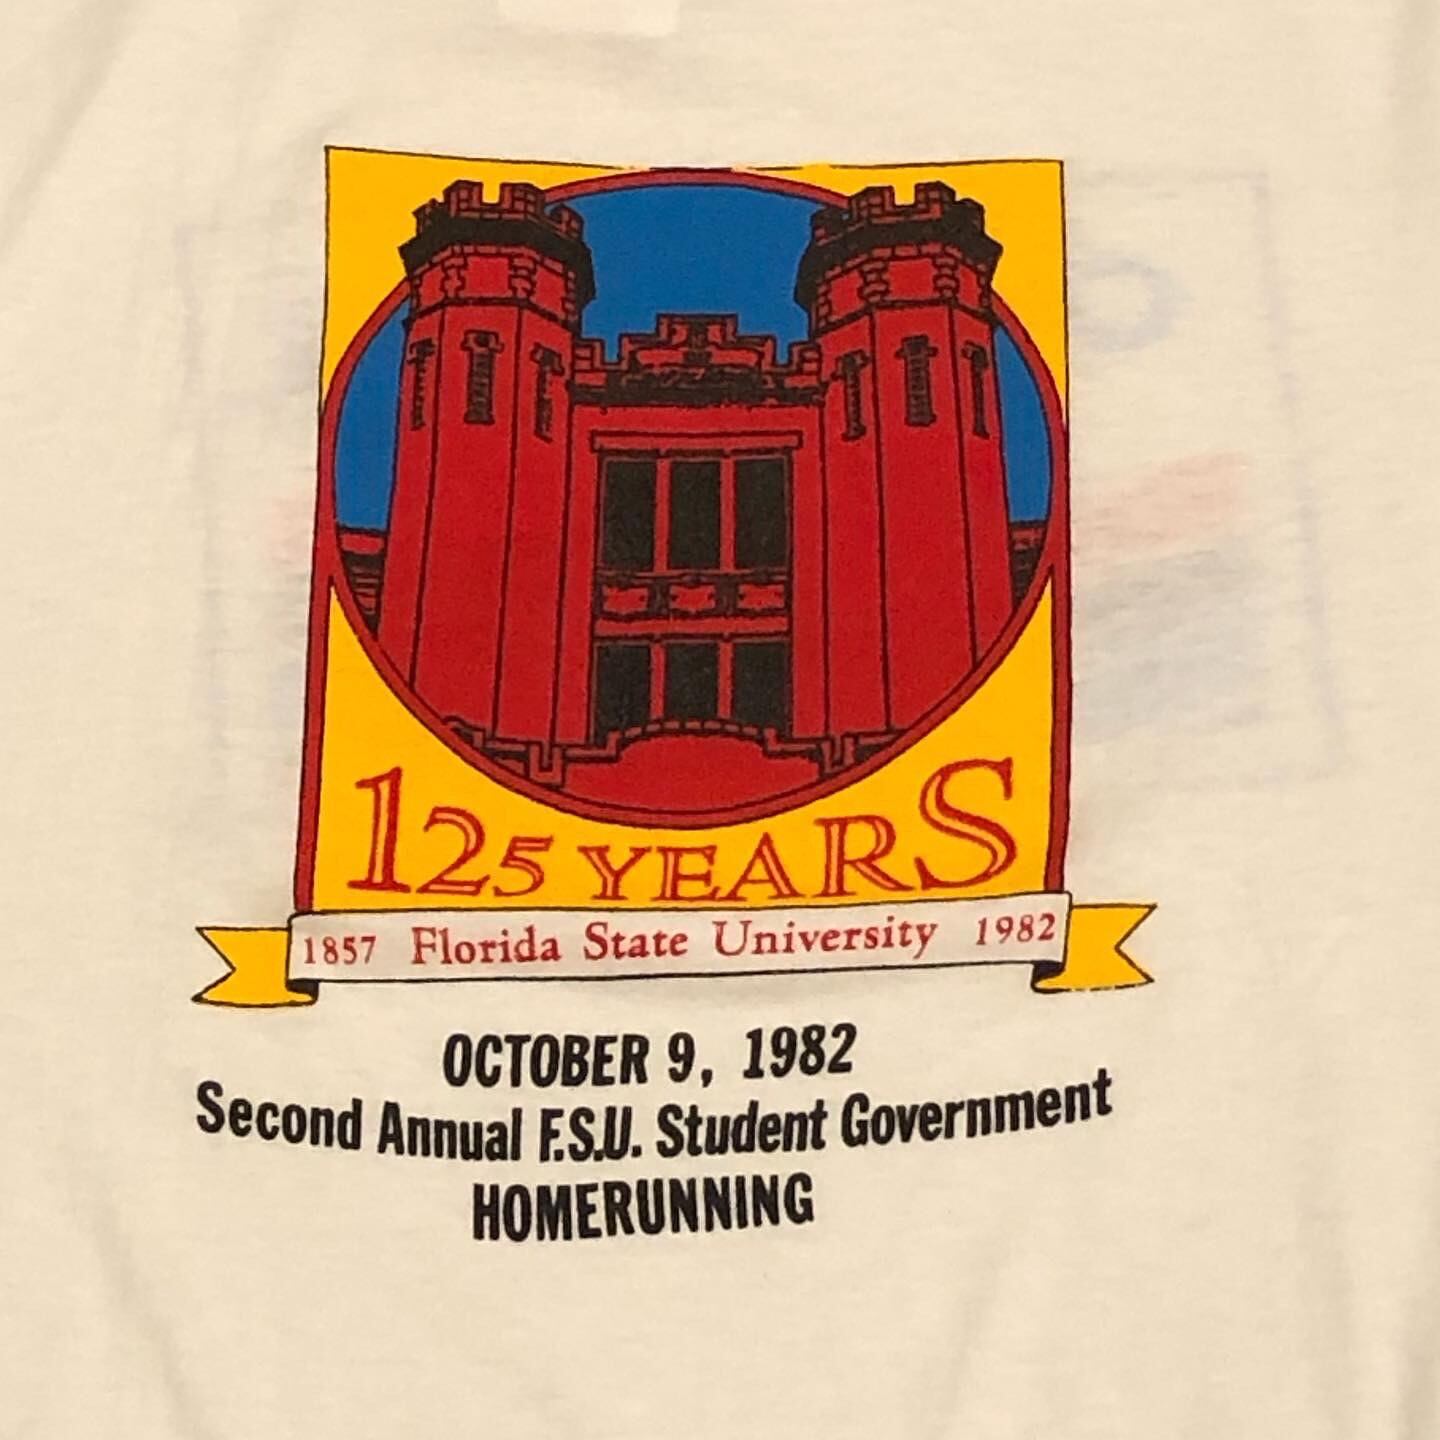 125 YEARS
1857 Florida State University 1982
OCTOBER 9, 1982
Second Annual F.S.U. Student Government
HOMERUNNING